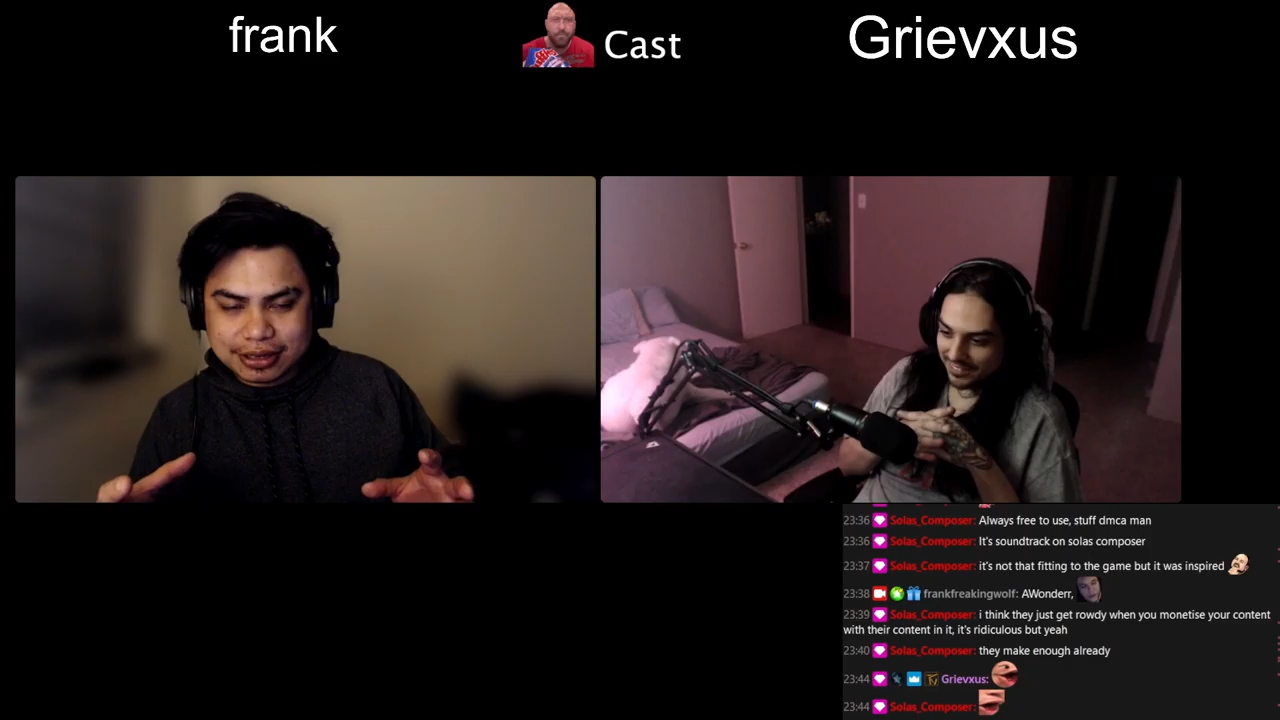 frank
Cast
Grievxus
23:36 Solas_Composer: Always free to use, stuff dmca man
23:36 Solas_Composer: It's soundtrack on solas composer
23:37 Solas_Composer: it's not that fitting to the game but it was inspired
23:38 frankfreakingwolf: AWonderr,
23:39 Solas_Composer: i think they just get rowdy when you monetise your content
with their content in it, it's ridiculous but yeah
23:40 Solas_Composer: they make enough already
23:44 Grievxus:
23:44 Solas_Composer: